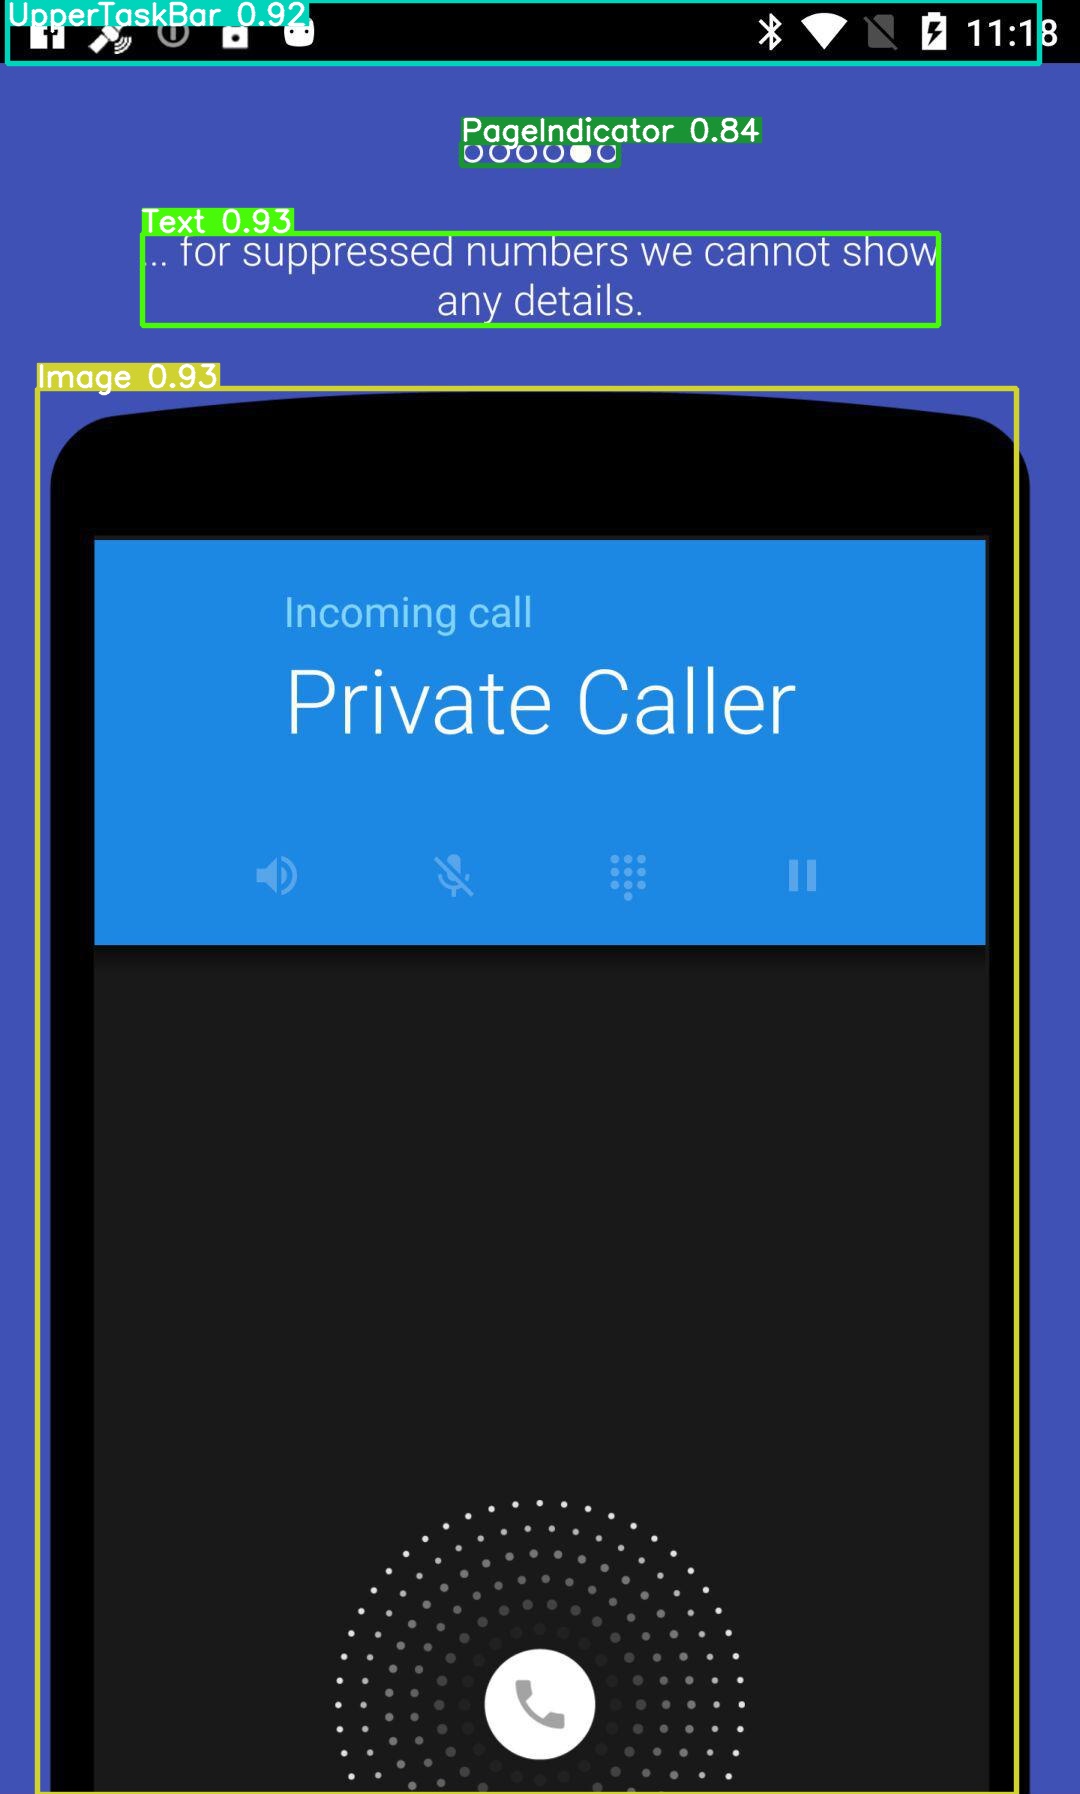 UpperTaskBar 0.92
11:18
PageIndicator 0.84
Text 0.93
... for suppressed numbers we cannot show
any details.
Image 0.93
Incoming call
Private Caller